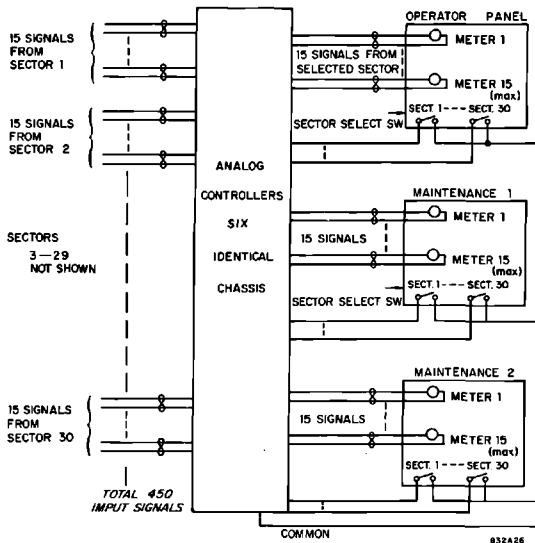 15 SIGNALS
FROM
SECTOR 1
15 SIGNALS
FROM
SECTOR 2
SECTORS
3—29
NOT SHOWN
15 SIGNALS
FROM
SECTOR 30
TOTAL 450
IMPUT SIGNALS
ANALOG
CONTROLLERS
SIX
IDENTICAL
CHASSIS
OPERATOR PANEL
METER 1
15 SIGNALS FROM
SELECTED SECTOR
METER 15
(max)
SECT. 1 ---- SECT. 30
SECTOR SELECT SW
MAINTENANCE 1
METER 1
15 SIGNALS
METER 15
(max)
SECT. 1 ---- SECT. 30
SECTOR SELECT SW
MAINTENANCE 2
METER 1
15 SIGNALS
METER 15
(max)
SECT. 1 ---- SECT. 30
COMMON
832A26